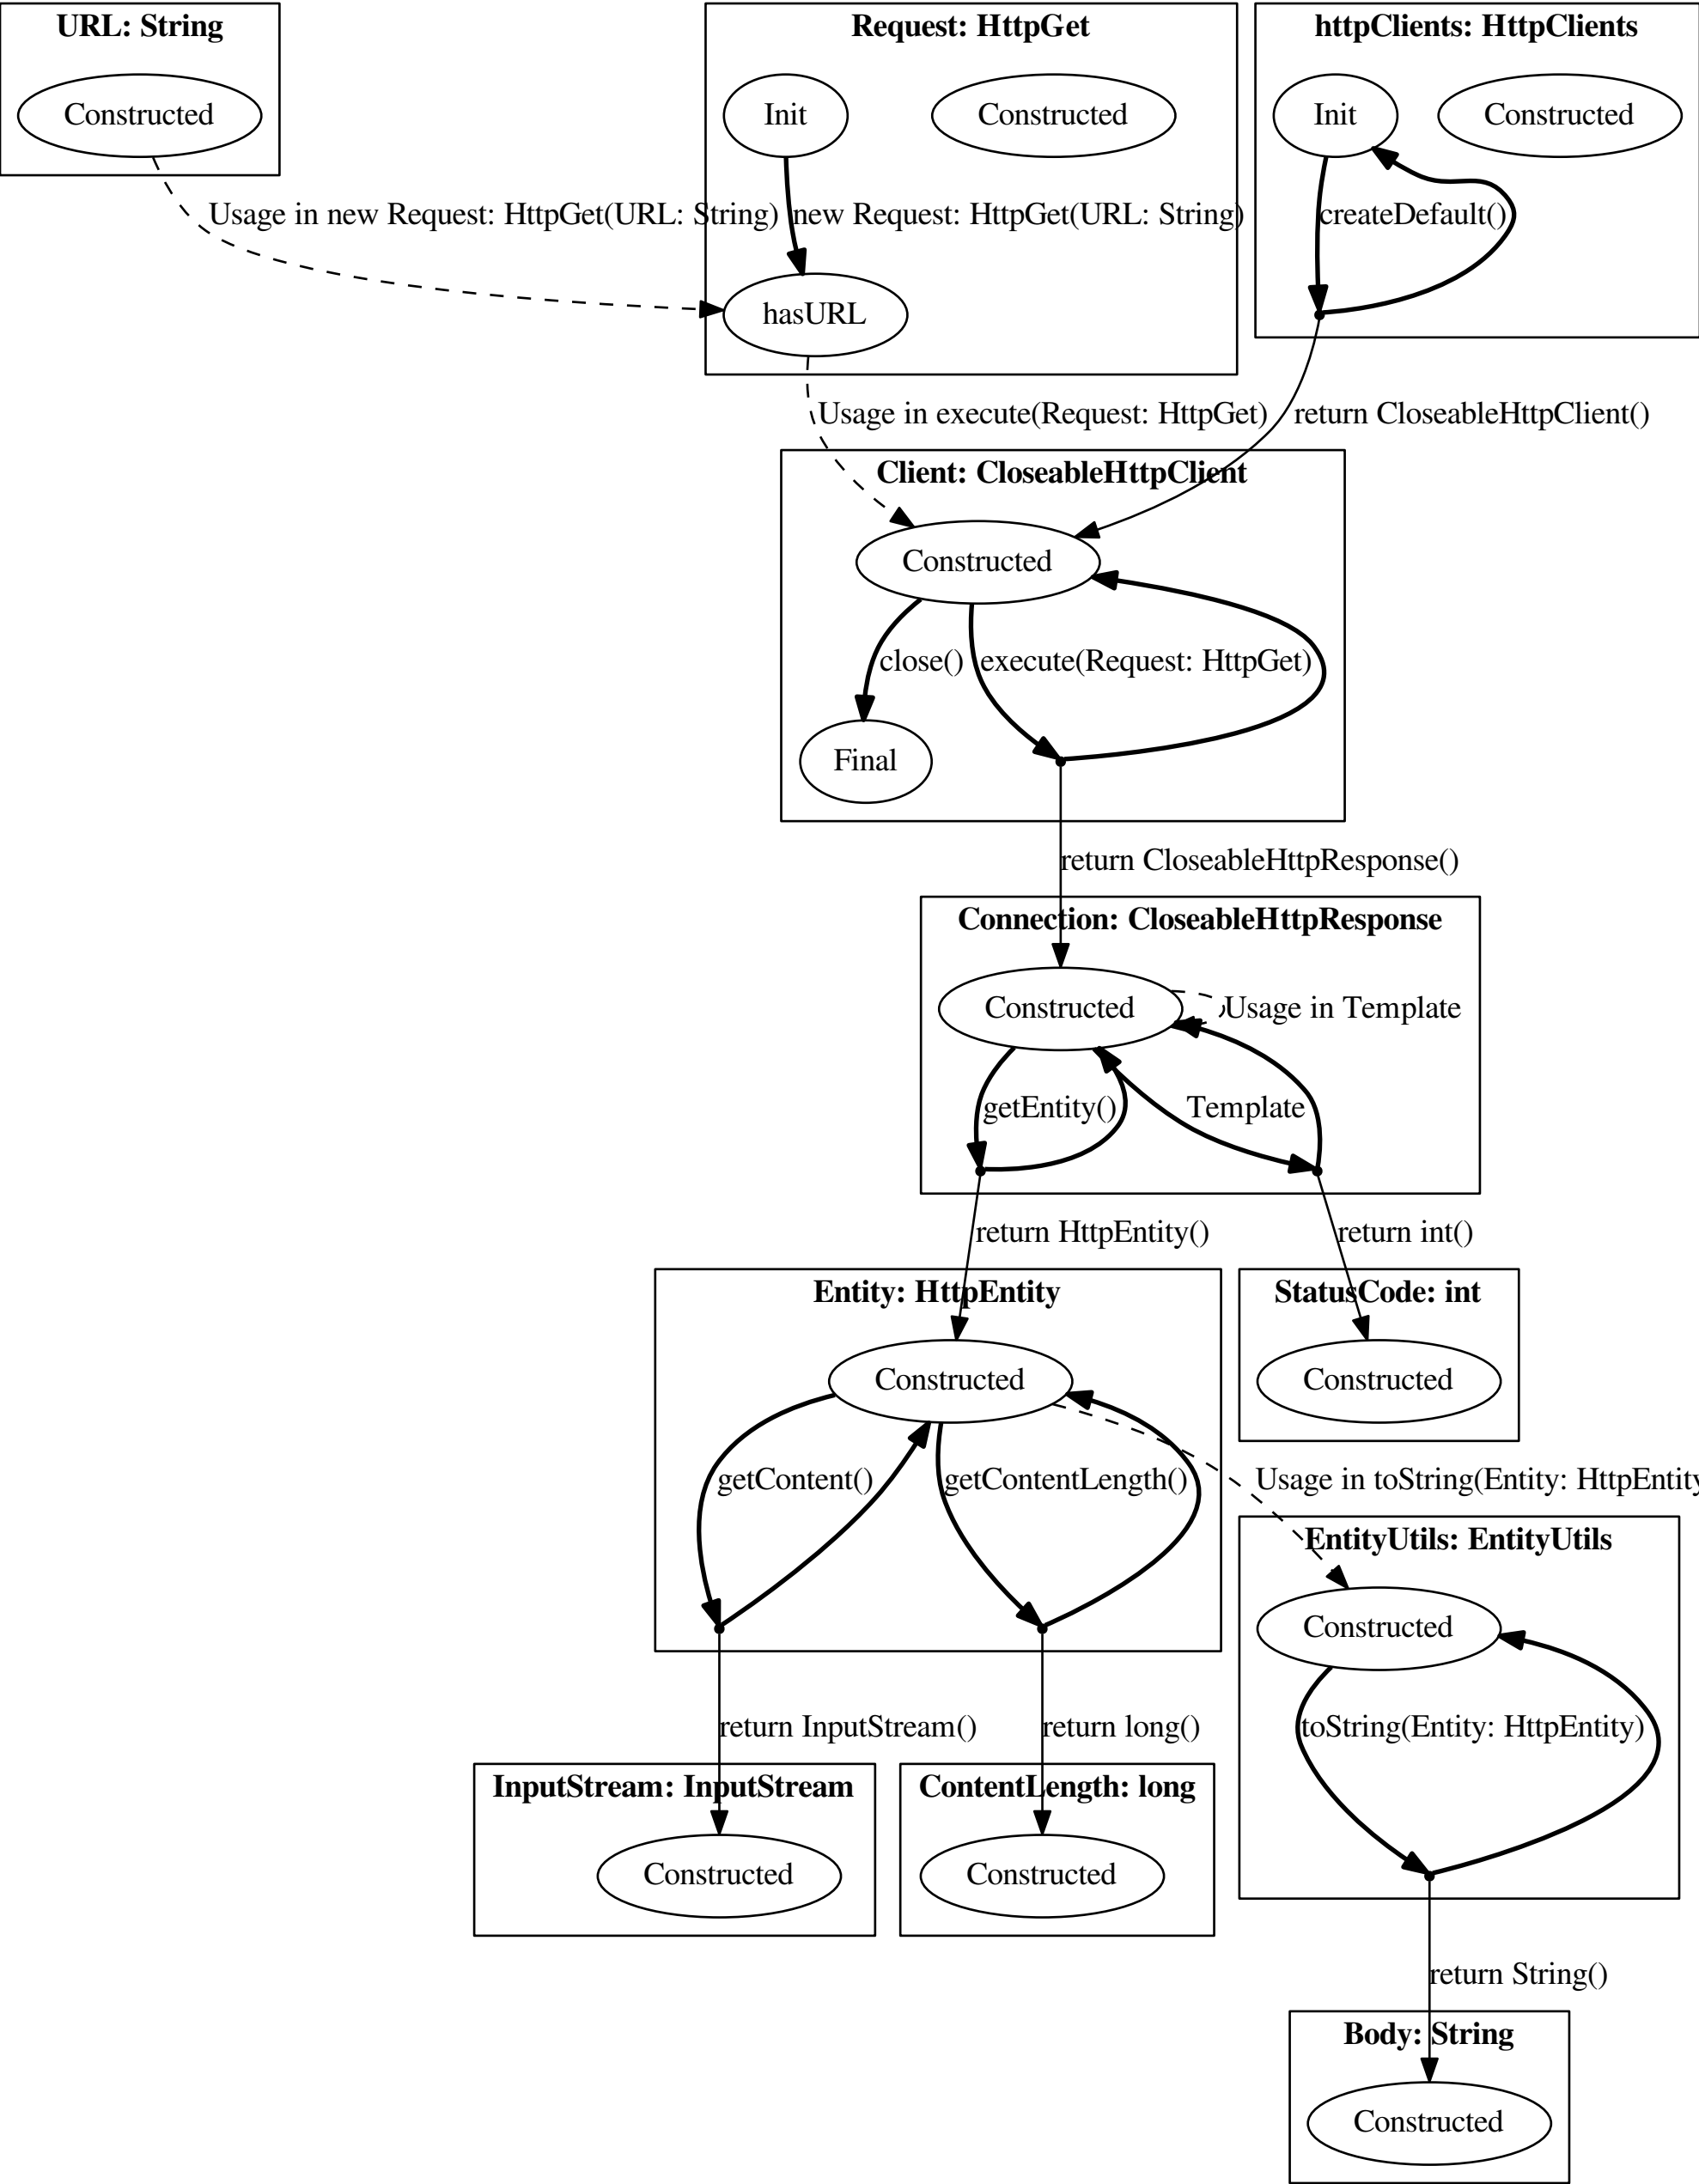 URL: String
Request: HttpGet
httpClients: HttpClients
Constructed
Init
Constructed
Init
Constructed
Usage in new Request: HttpGet(URL: String)
new Request: HttpGet(URL: String)
createDefault()
hasURL
Usage in execute(Request: HttpGet)
return CloseableHttpClient()
Client: CloseableHttpClient
Constructed
close()
execute(Request: HttpGet)
Final
return CloseableHttpResponse()
Connection: CloseableHttpResponse
Constructed
Usage in Template
getEntity()
Template
return HttpEntity()
return int()
Entity: HttpEntity
StatusCode: int
Constructed
Constructed
getContent()
getContentLength()
Usage in toString(Entity: HttpEntity
EntityUtils: EntityUtils
Constructed
return InputStream()
return long()
toString(Entity: HttpEntity)
InputStream: InputStream
ContentLength: long
Constructed
Constructed
return String()
Body: String
Constructed